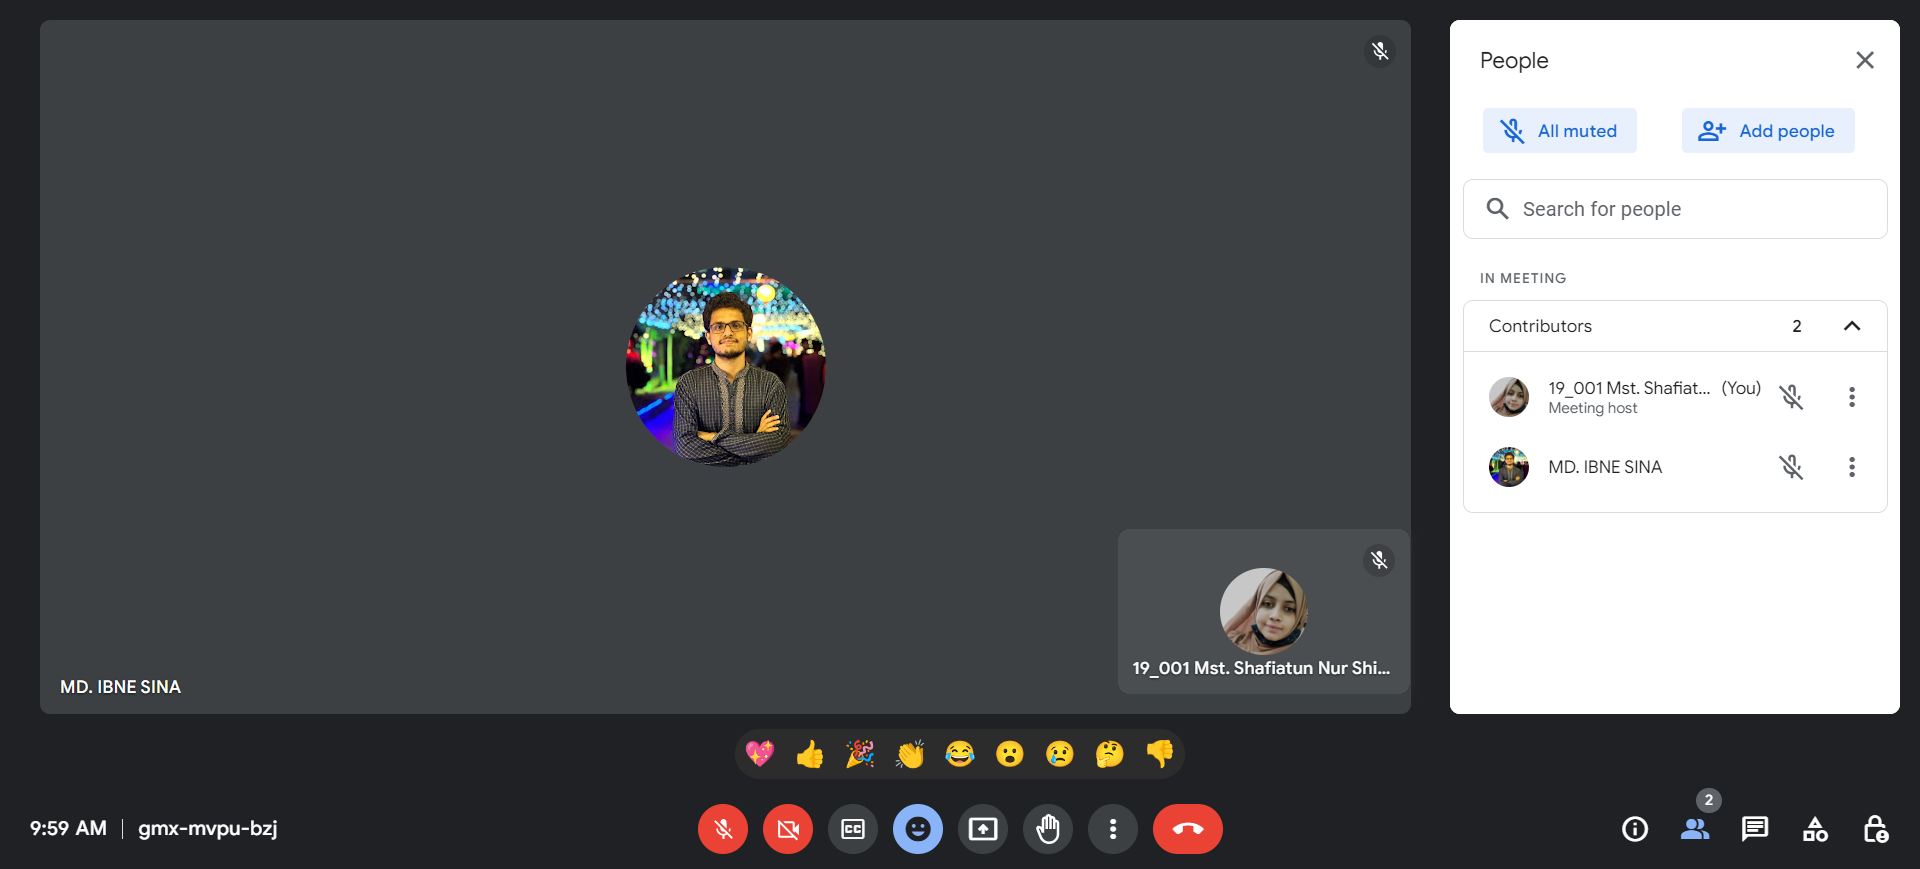 MD. IBNE SINA
19_001 Mst. Shafiatun Nur Shi...
People
All muted
Add people
Search for people
IN MEETING
Contributors 2
19_001 Mst. Shafiat... (You)
Meeting host
MD. IBNE SINA
9:59 AM | gmx-mvpu-bzj
CC
2